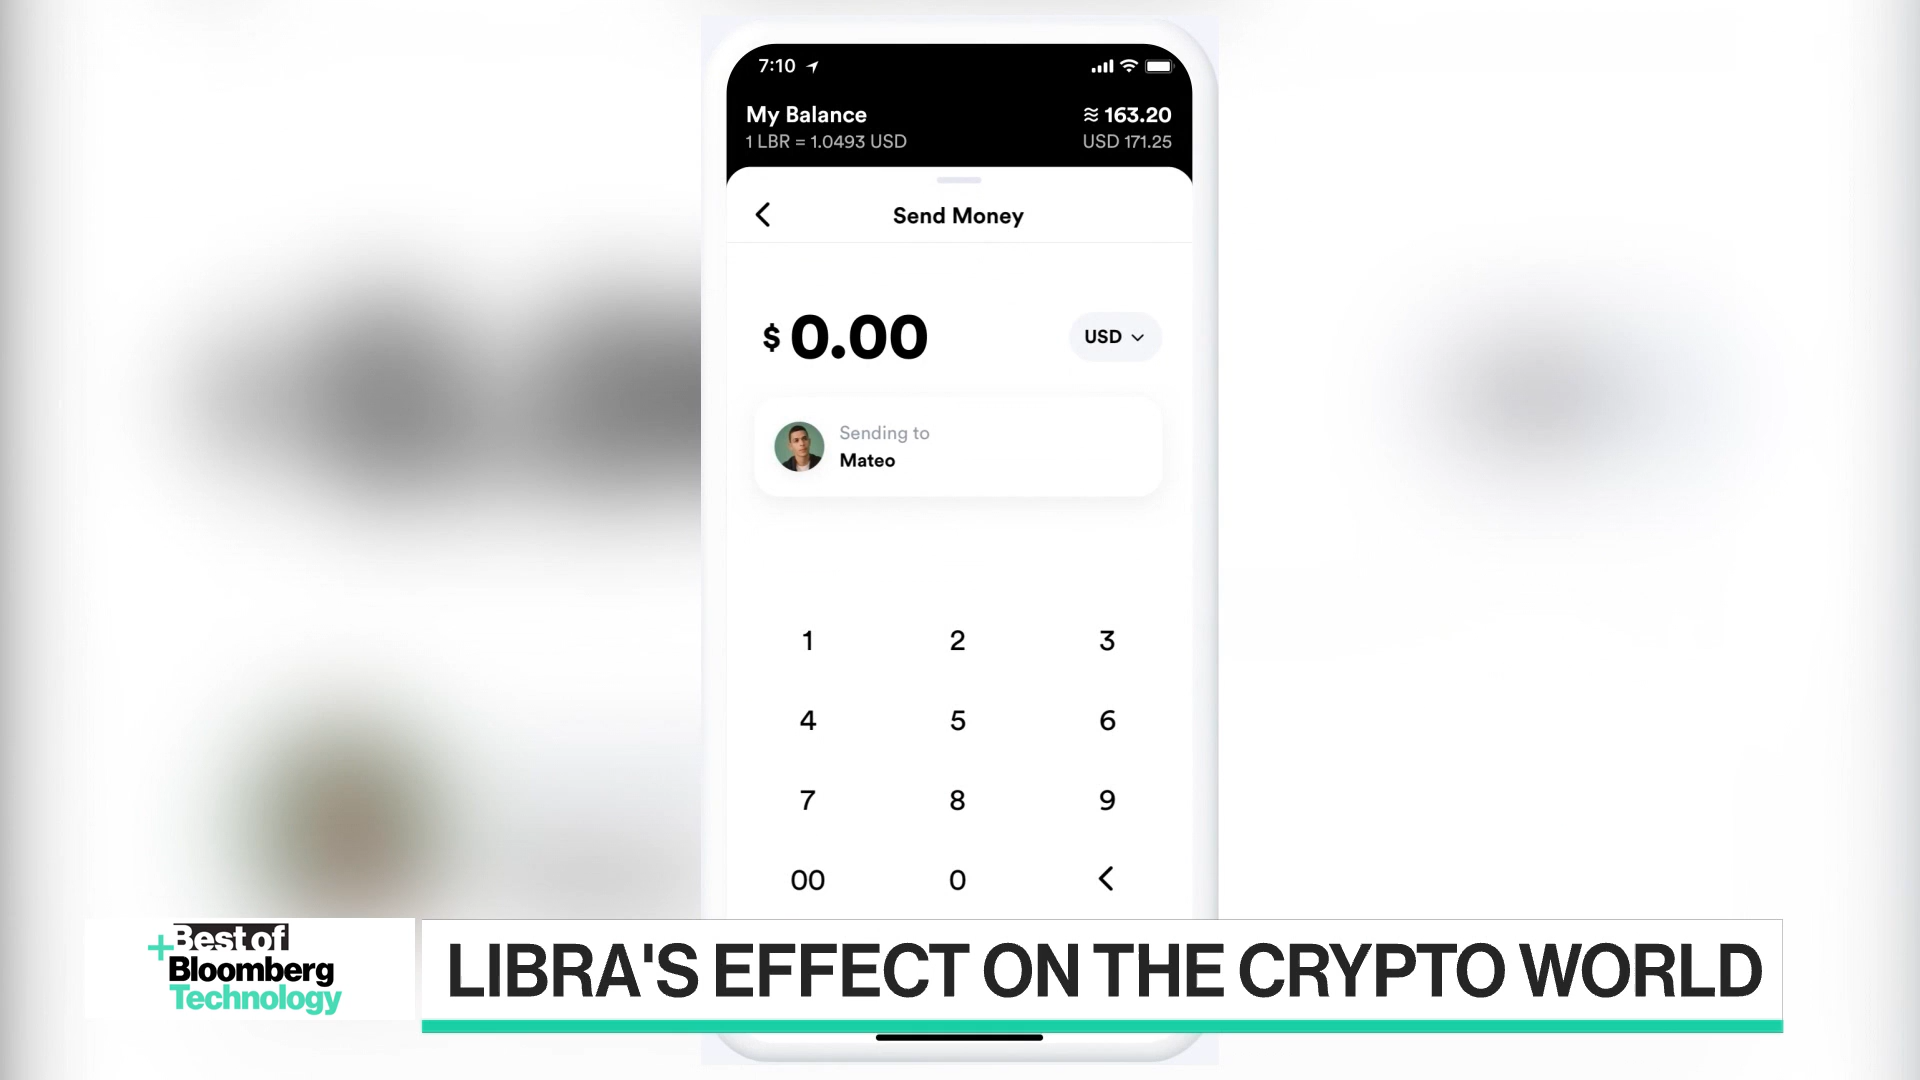 7:10
My Balance ≋ 163.20
1 LBR = 1.0493 USD USD 171.25
Send Money
$ 0.00 USD
Sending to
Mateo
1 2 3
4 5 6
7 8 9
00 0
+Best of
Bloomberg
Technology
LIBRA'S EFFECT ON THE CRYPTO WORLD